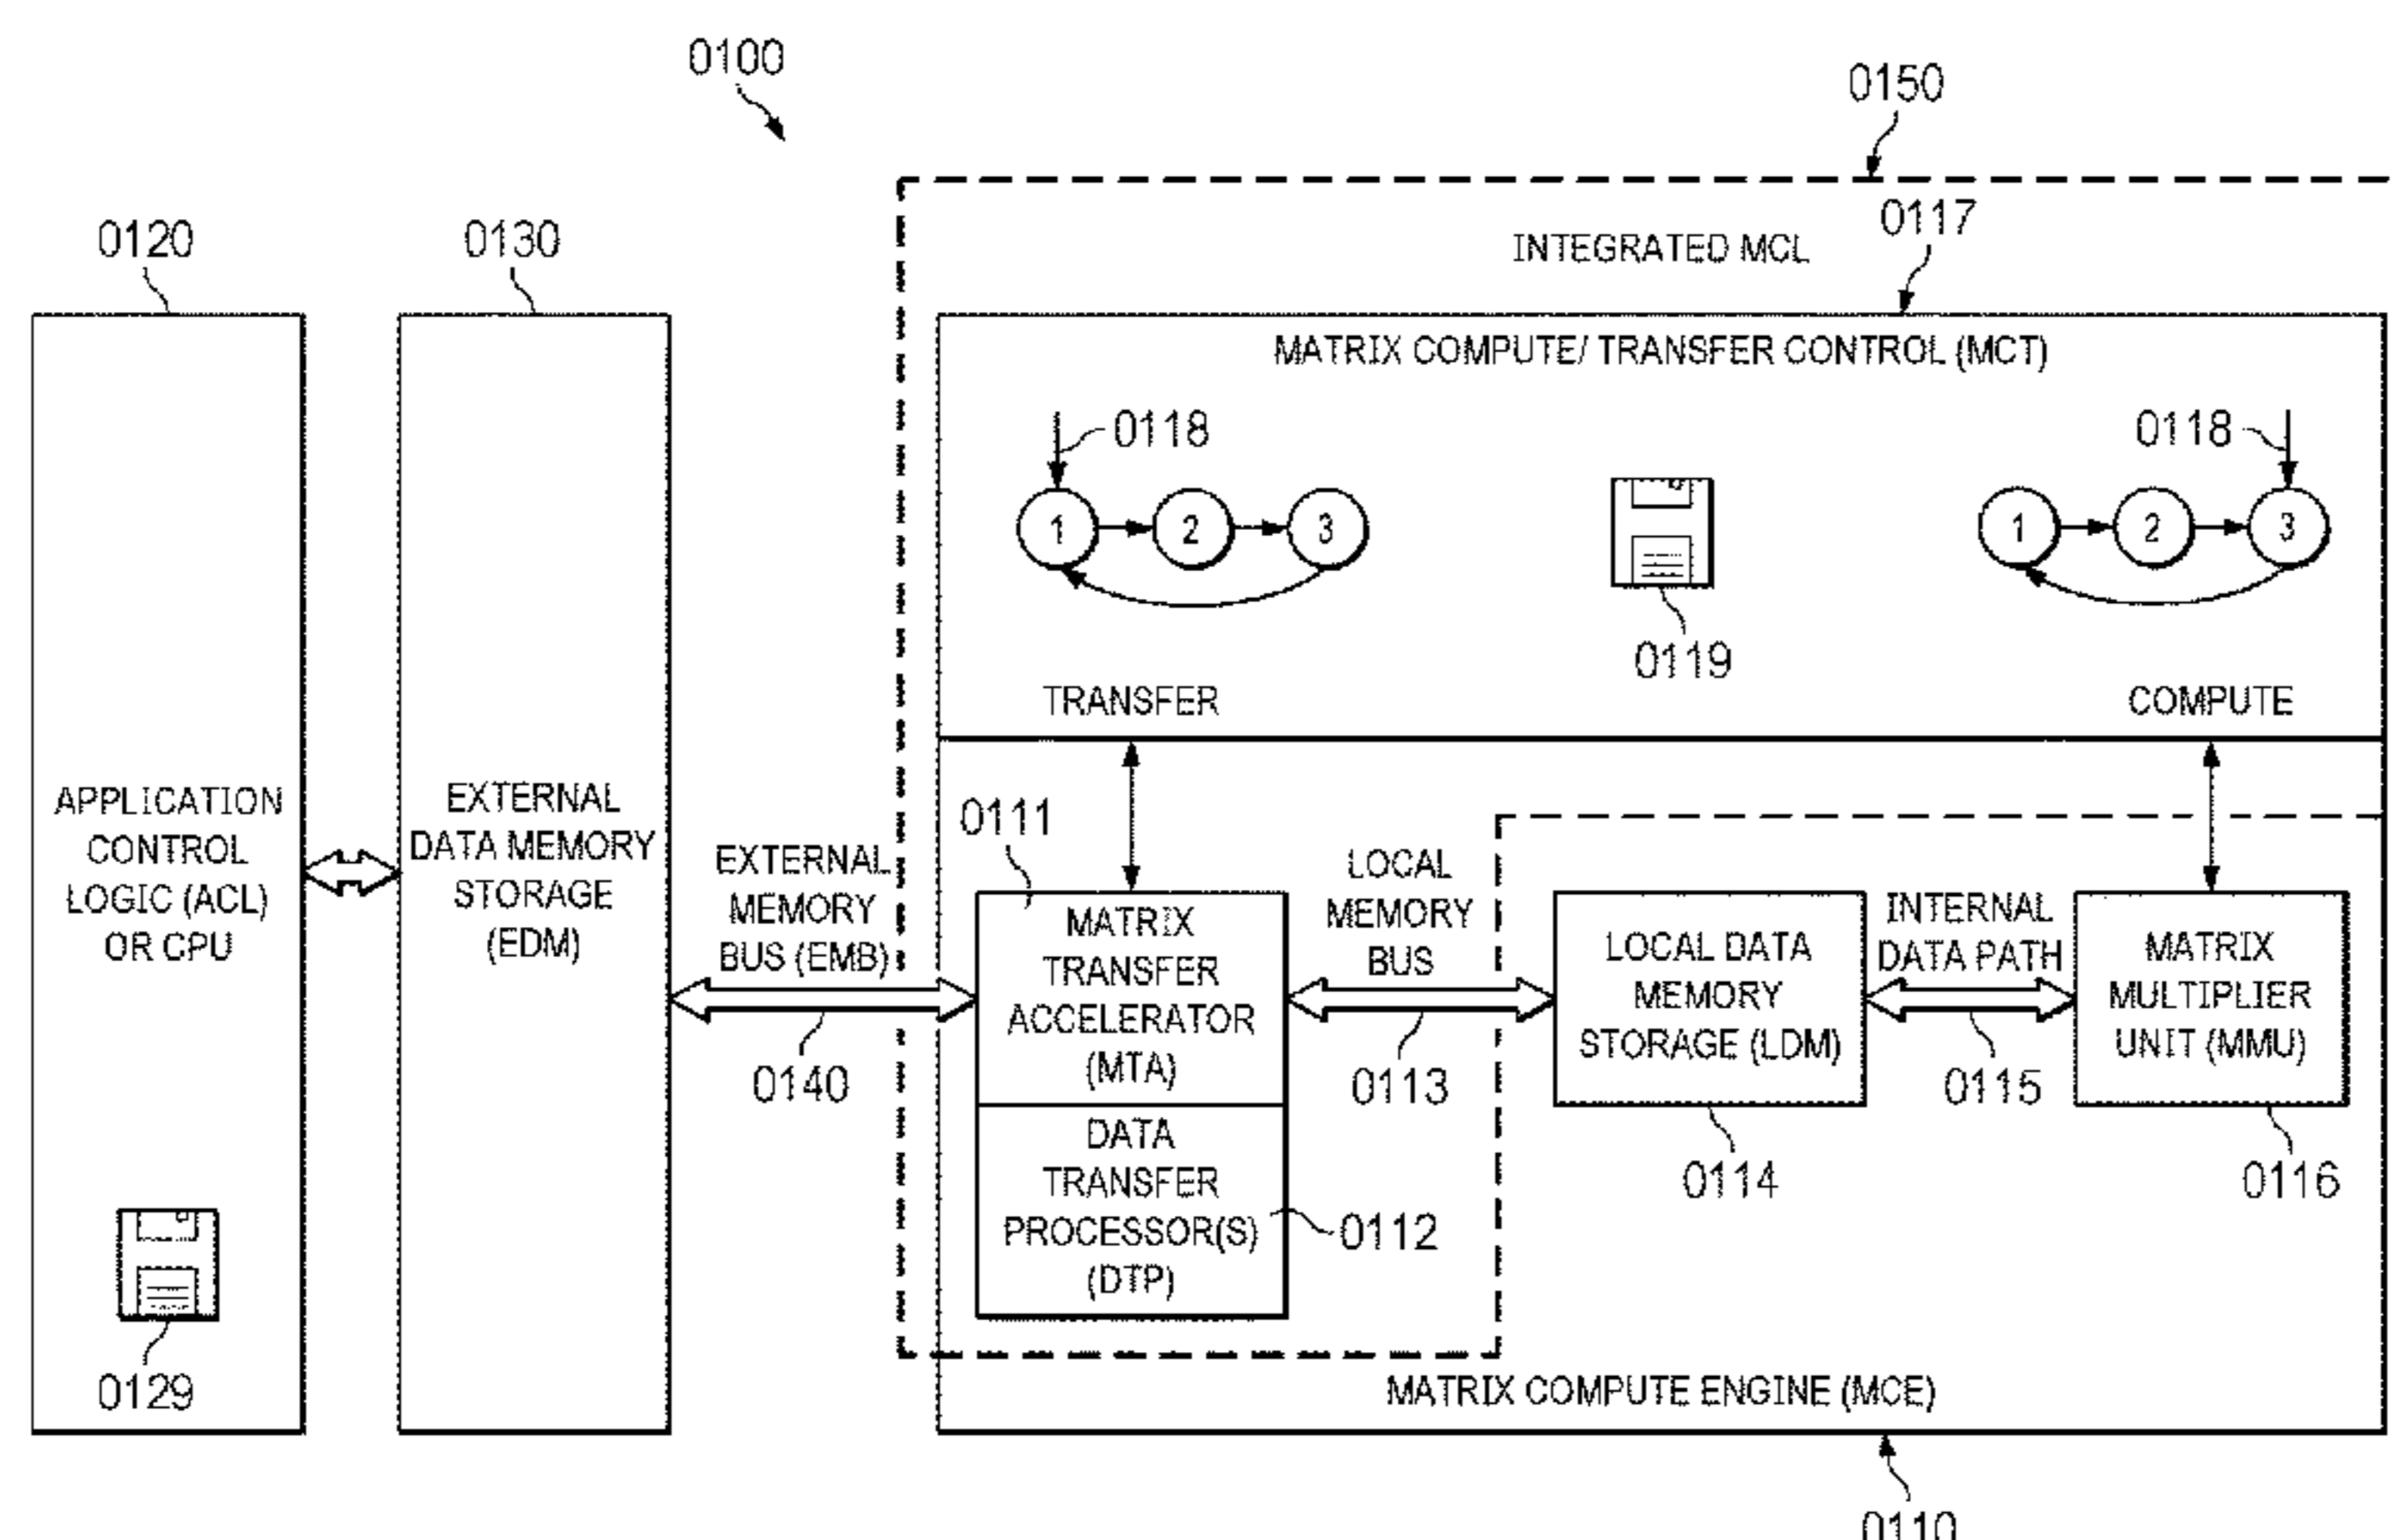 0100
0150
0117
0120
0130
INTEGRATED MCL
MATRIX COMPUTE/ TRANSFER CONTROL (MCT)
0118
0118
1
2
3
1
2
3
0119
TRANSFER
COMPUTE
APPLICATION
CONTROL
LOGIC (ACL)
OR CPU
EXTERNAL
DATA MEMORY
STORAGE
(EDM)
EXTERNAL
MEMORY
BUS (EMB)
0140
0111
MATRIX
TRANSFER
ACCELERATOR
(MTA)
DATA
TRANSFER
PROCESSOR(S)
(DTP)
0112
LOCAL
MEMORY
BUS
0113
LOCAL DATA
MEMORY
STORAGE (LDM)
0114
INTERNAL
DATA PATH
0115
MATRIX
MULTIPLIER
UNIT (MMU)
0116
0129
MATRIX COMPUTE ENGINE (MCE)
0110